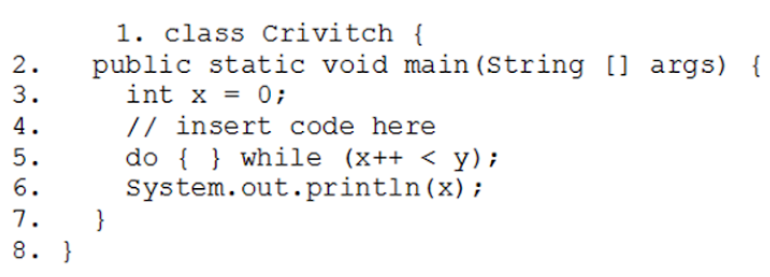 1. class Crivitch {
2. public static void main(String [] args) {
3. int x = 0;
4. // insert code here
5. do { } while (x++ < y);
6. System.out.println(x);
7. }
8. }